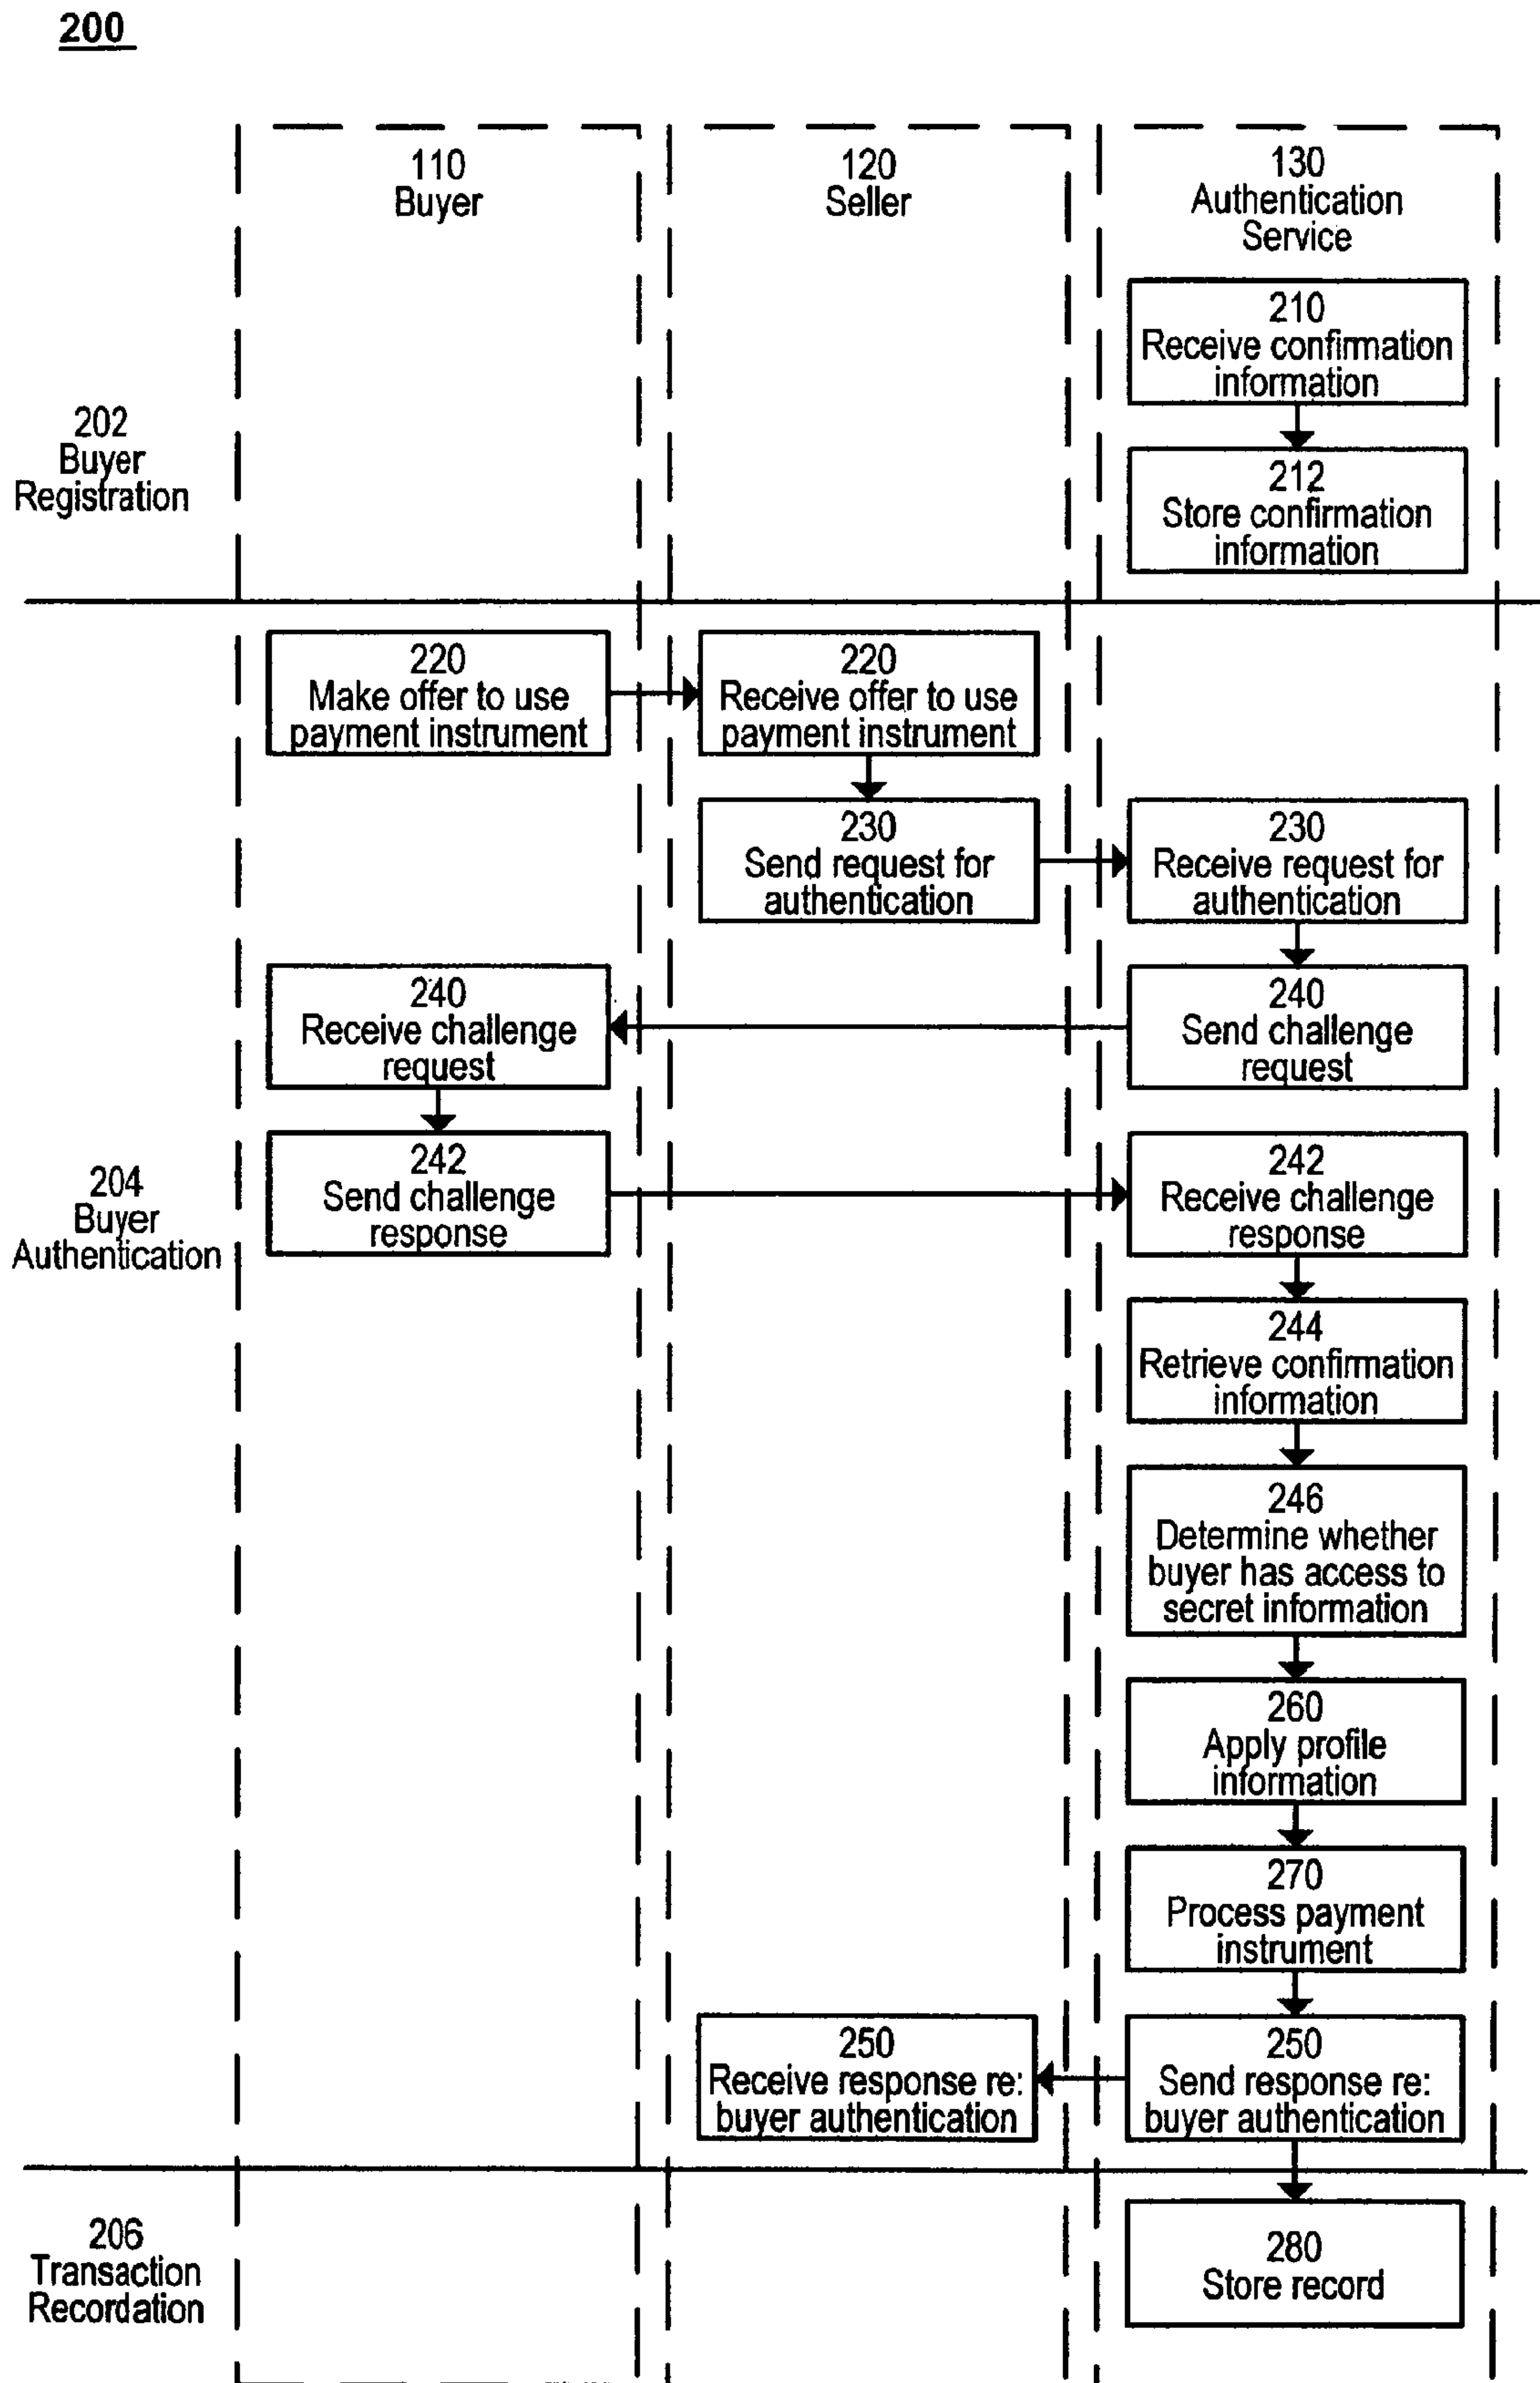 200
110
Buyer
120
Seller
130
Authentication
Service
210
Receive confirmation
information
202
Buyer
Registration
212
Store confirmation
information
220
Make offer to use
payment instrument
220
Receive offer to use
payment instrument
230
Send request for
authentication
230
Receive request for
authentication
240
Receive challenge
request
240
Send challenge
request
204
Buyer
Authentication
242
Send challenge
response
242
Receive challenge
response
244
Retrieve confirmation
information
246
Determine whether
buyer has access to
secret information
260
Apply profile
information
270
Process payment
instrument
250
Receive response re:
buyer authentication
250
Send response re:
buyer authentication
206
Transaction
Recordation
280
Store record